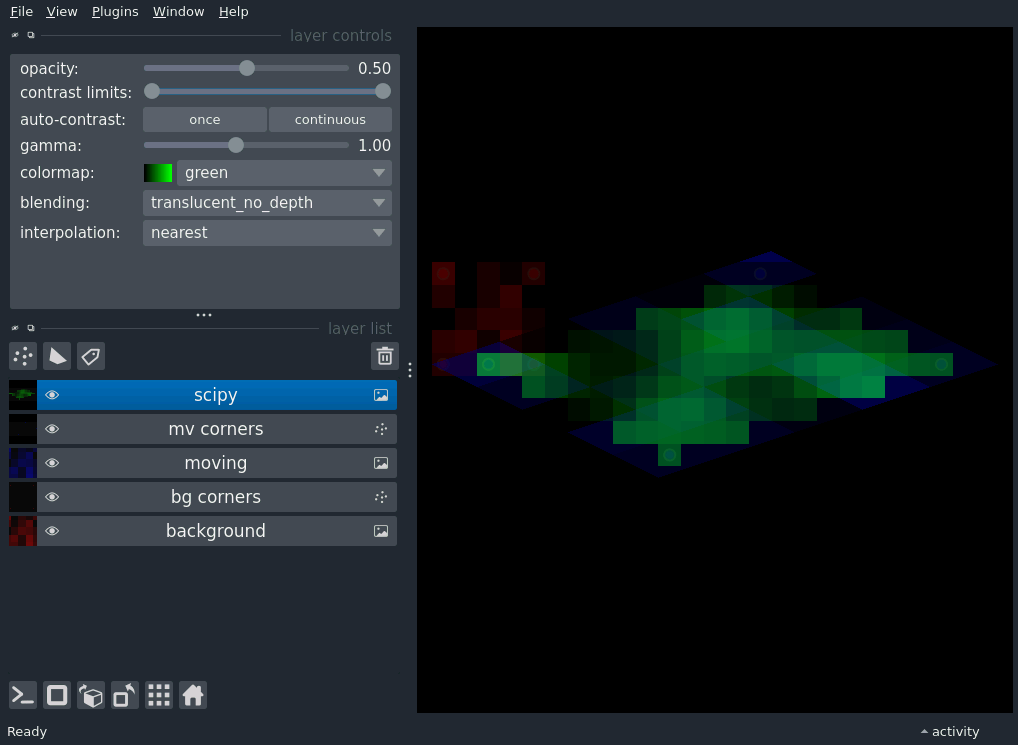 File View Plugins Window Help
layer controls
opacity: 0.50
contrast limits:
auto-contrast: once continuous
gamma: 1.00
colormap: green
blending: translucent_no_depth
interpolation: nearest
layer list
scipy
mv corners
moving
bg corners
background
Ready activity